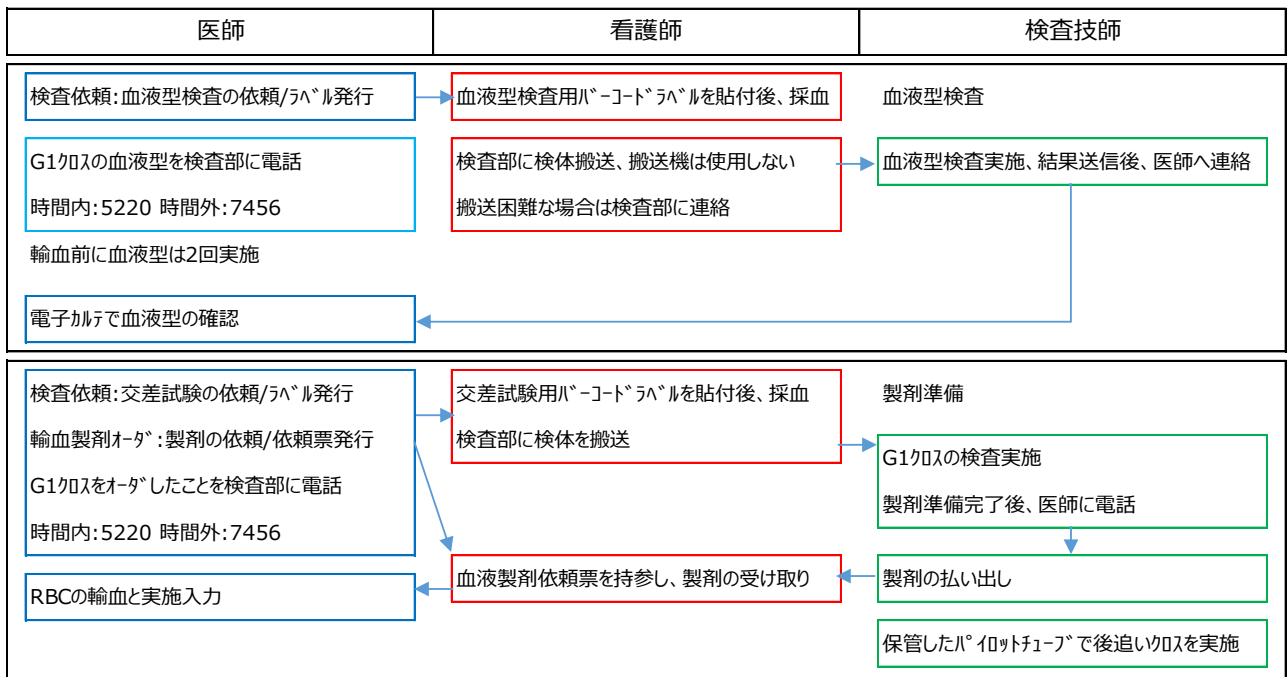 医師
看護師
検査技師
検査依頼:血液型検査の依頼/ﾗﾍﾞﾙ発行
血液型検査用ﾊﾞｰｺｰﾄﾞﾗﾍﾞﾙを貼付後、採血
血液型検査
G1ｸﾛｽの血液型を検査部に電話
時間内:5220 時間外:7456
検査部に検体搬送、搬送機は使用しない
搬送困難な場合は検査部に連絡
血液型検査実施、結果送信後、医師へ連絡
輸血前に血液型は2回実施
電子ｶﾙﾃで血液型の確認
検査依頼:交差試験の依頼/ﾗﾍﾞﾙ発行
輸血製剤ｵｰﾀﾞ:製剤の依頼/依頼票発行
G1ｸﾛｽをｵｰﾀﾞしたことを検査部に電話
時間内:5220 時間外:7456
交差試験用ﾊﾞｰｺｰﾄﾞﾗﾍﾞﾙを貼付後、採血
検査部に検体を搬送
製剤準備
G1ｸﾛｽの検査実施
製剤準備完了後、医師に電話
血液製剤依頼票を持参し、製剤の受け取り
製剤の払い出し
RBCの輸血と実施入力
保管したﾊﾟｲﾛｯﾄﾁｭｰﾌﾞで後追いｸﾛｽを実施